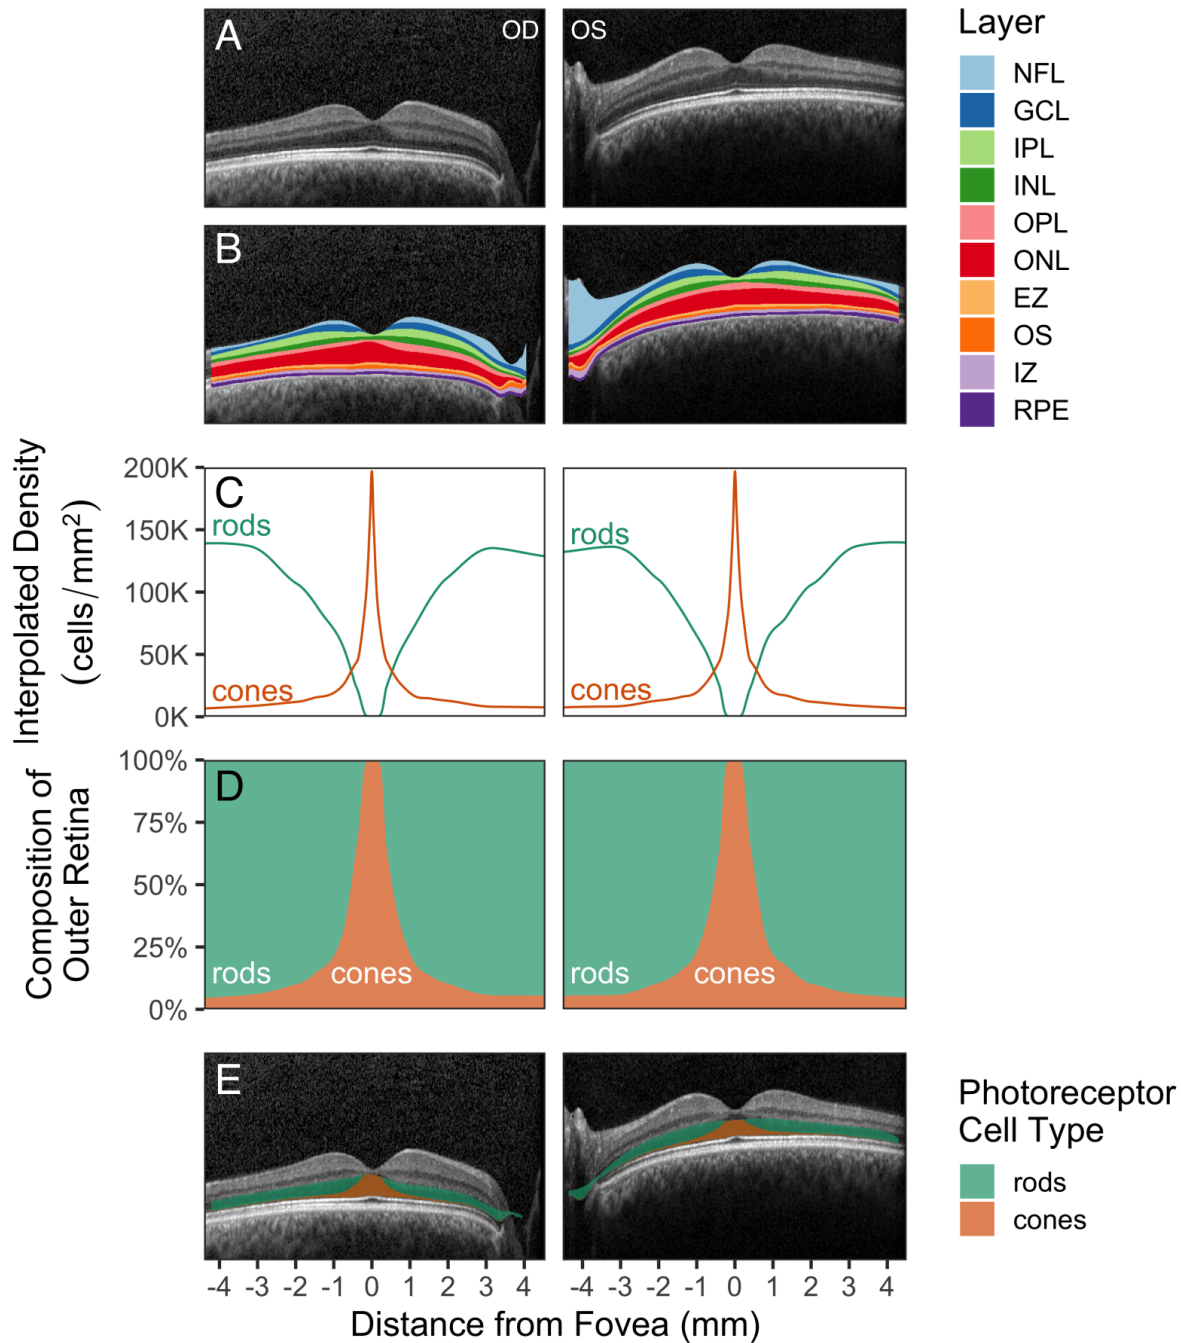 A
OD
OS
Layer
NFL
GCL
IPL
INL
OPL
ONL
EZ
OS
IZ
RPE
B
Interpolated Density
(cells/mm²)
200K
150K
100K
50K
0K
C
rods
cones
rods
cones
Composition of
Outer Retina
100%
75%
50%
25%
0%
D
rods
cones
rods
cones
E
Photoreceptor
Cell Type
rods
cones
-4 -3 -2 -1 0 1 2 3 4
-4 -3 -2 -1 0 1 2 3 4
Distance from Fovea (mm)